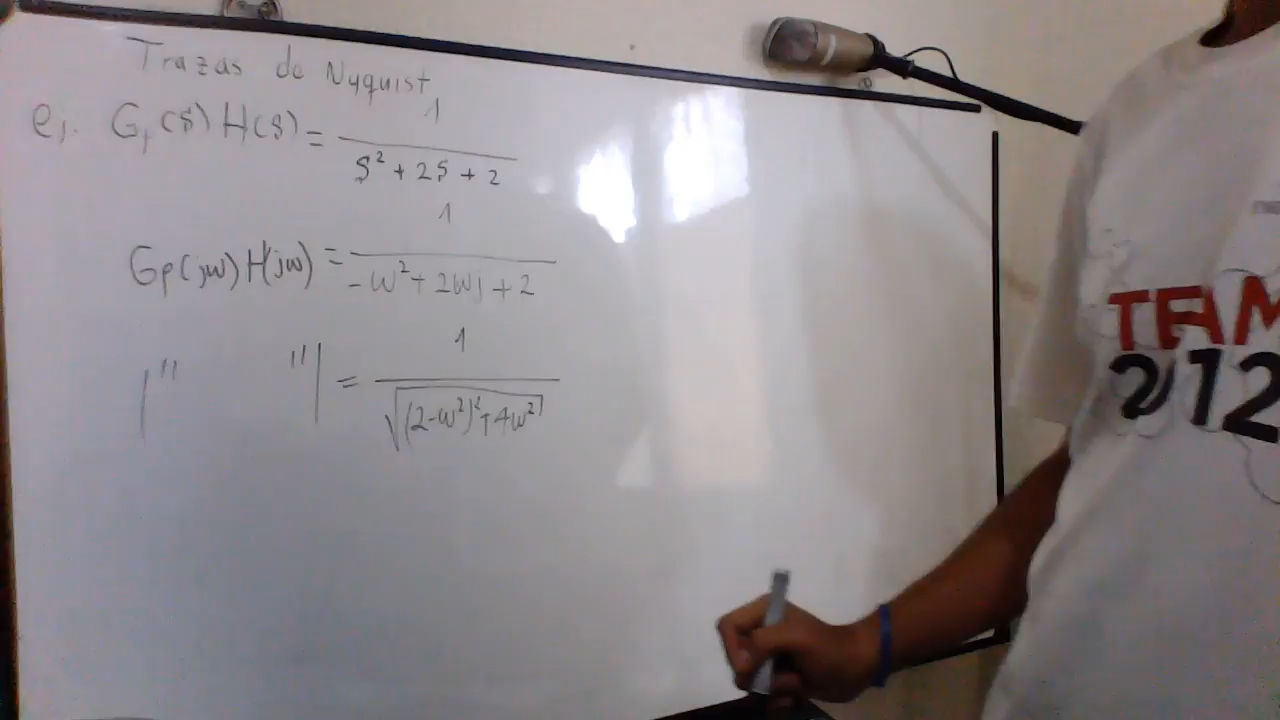 Trazas de Nyquist
ej. Gp(s)H(s) = 1 / s² + 2s + 2
Gp(jw)H(jw) = 1 / -w² + 2wj + 2
|" "| = 1 / √((2-w²)² + 4w²)
TEAM
2012